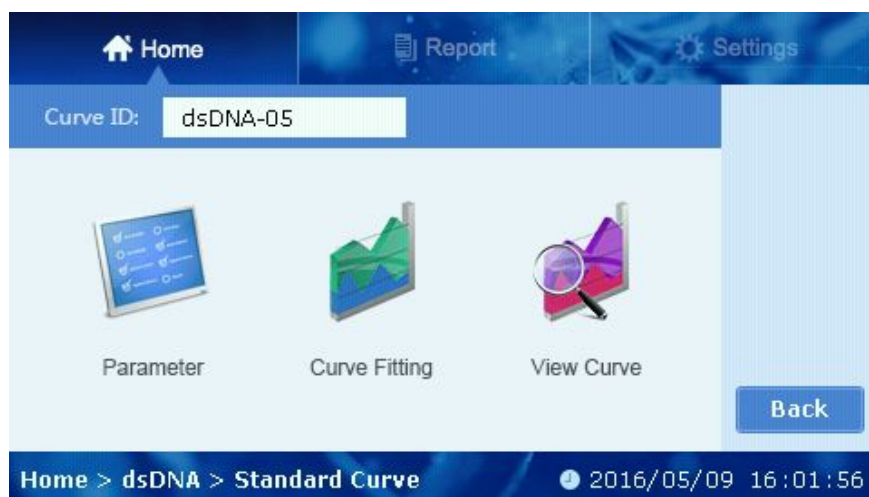 Home Report Settings
Curve ID: dsDNA-05
Parameter Curve Fitting View Curve
Back
Home > dsDNA > Standard Curve 2016/05/09 16:01:56